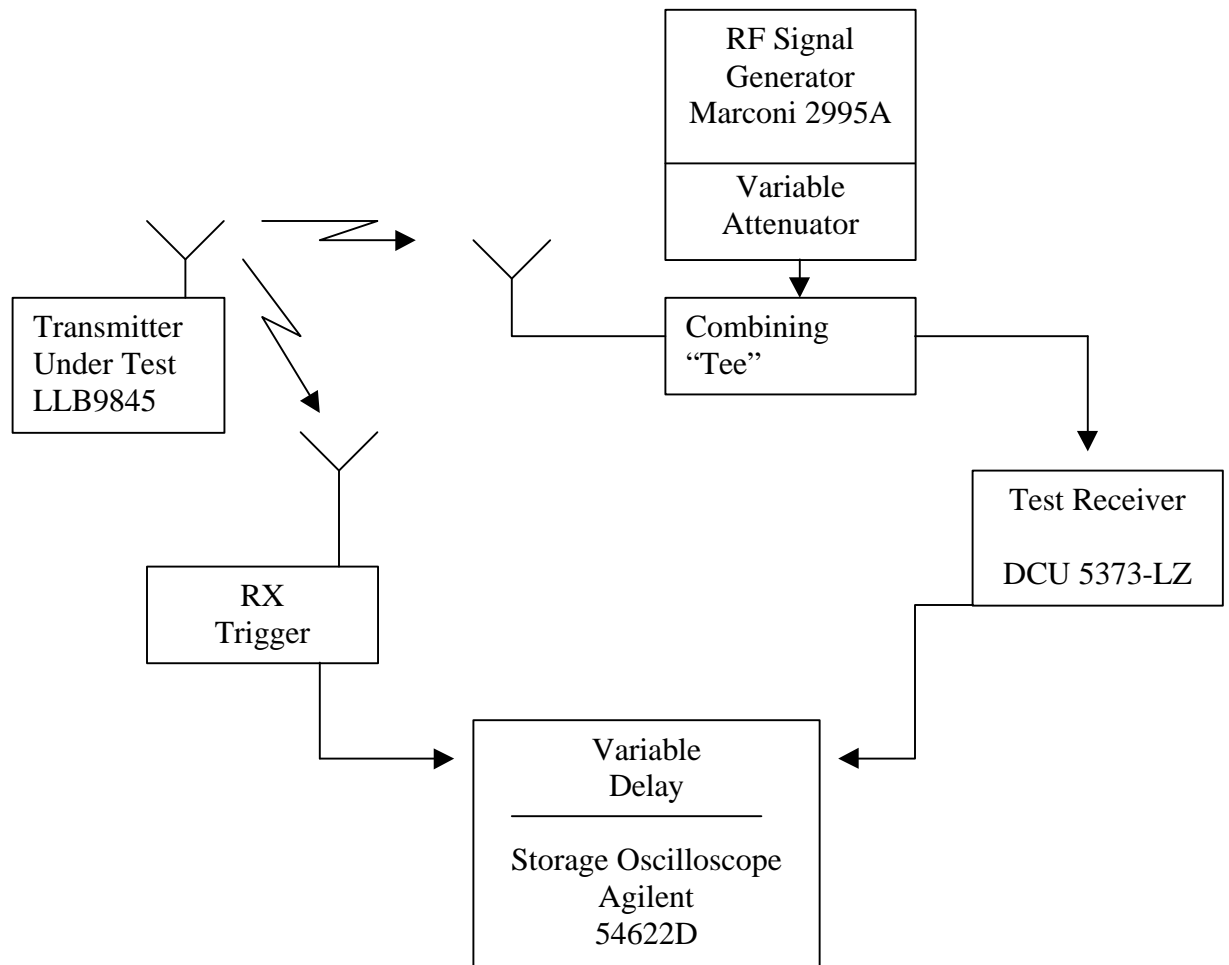 RF Signal
Generator
Marconi 2995A
Variable
Attenuator
Transmitter
Under Test
LLB9845
Combining
“Tee”
Test Receiver
DCU 5373-LZ
RX
Trigger
Variable
Delay
Storage Oscilloscope
Agilent
54622D